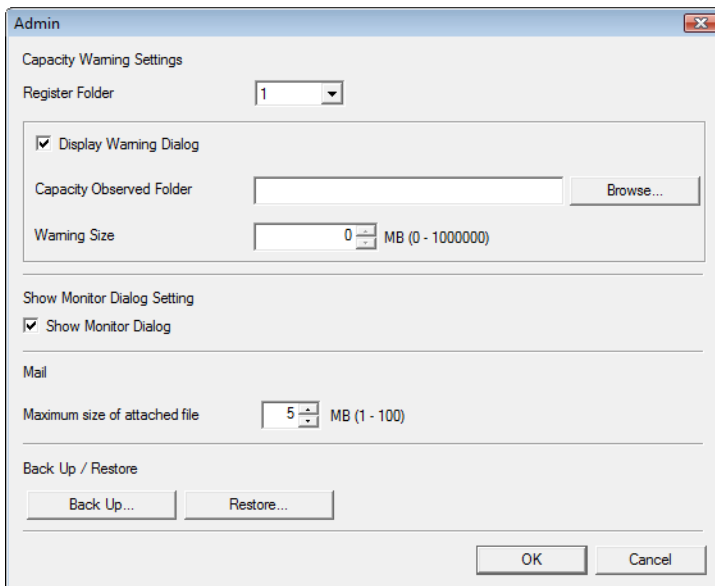 Admin
Capacity Warning Settings
Register Folder 1
Display Warning Dialog
Capacity Observed Folder Browse...
Warning Size 0 MB (0 - 1000000)
Show Monitor Dialog Setting
Show Monitor Dialog
Mail
Maximum size of attached file 5 MB (1 - 100)
Back Up / Restore
Back Up... Restore...
OK Cancel